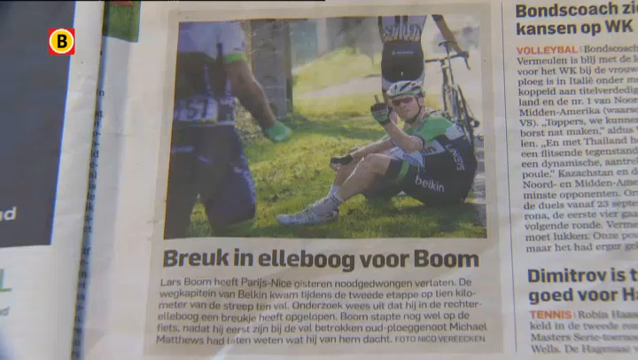 B
157
belkin
Breuk in elleboog voor Boom
Lars Boom heeft Parijs-Nice gisteren noodgedwongen verlaten. De
wegkapitein van Belkin kwam tijdens de tweede etappe op tien kilo-
meter van de streep ten val. Onderzoek wees uit dat hij in de rechter-
elleboog een breukje heeft opgelopen. Boom stapte nog wel op de
fiets, nadat hij eerst zijn bij de val betrokken oud-ploeggenoot Michael
Matthews had laten weten wat hij van hem dacht. FOTO NICO VEREECKEN
Bondscoach zi
kansen op WK
VOLLEYBAL: Bondscoach
Vermeulen is blij met de l
voor het WK bij de vrouw
ploeg is in Italië onder m
koppeld aan titelverdedig
land en de nr. 1 van Noor
Midden-Amerika (waars
VS). „Toppers, we kunne
borst nat maken," aldus
len. „En met Thailand h
een flitsende tegenstand
een dynamische, aantre
poule." Kazachstan en d
Noord- en Midden-Ame
minste opponenten. Or
de duels vanaf 23 septe
rona, de eerste vier gaa
volgende ronde. Verme
moet lukken. Onze pou
maar het had erger gek
Dimitrov is t
goed voor Ha
TENNIS: Robin Haas
keld in de tweede ron
Masters Serie-toerno
Wells. De Hagenaar v